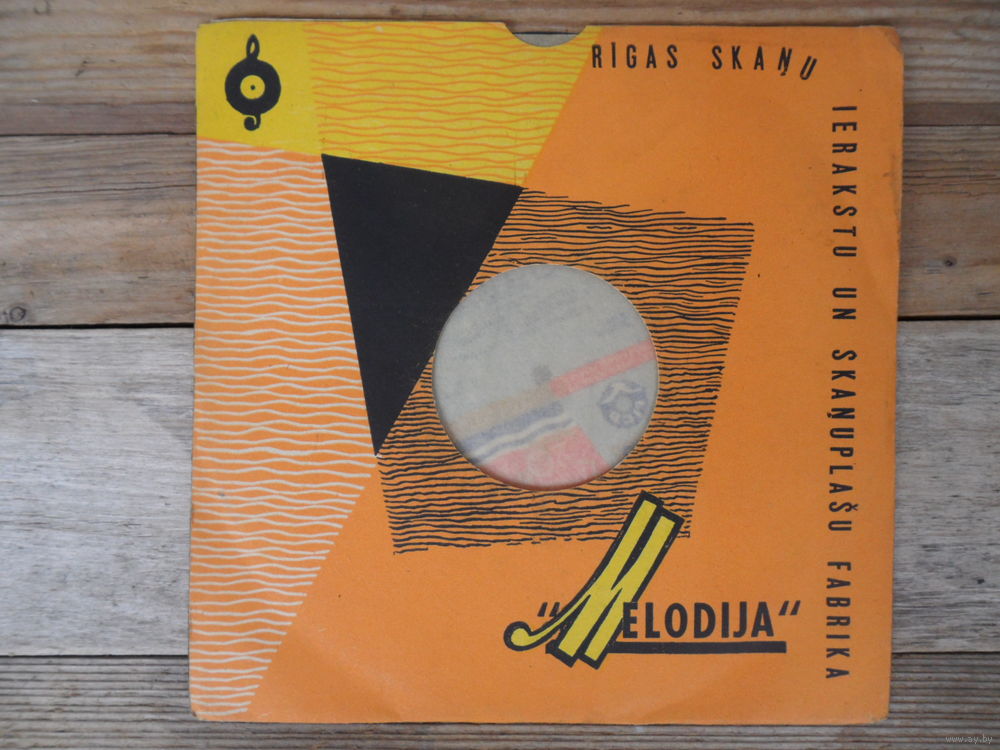 RĪGAS SKAŅU
IERAKSTU UN SKAŅUPLAŠU FABRIKA
“MELODIJA“
www.ay.by